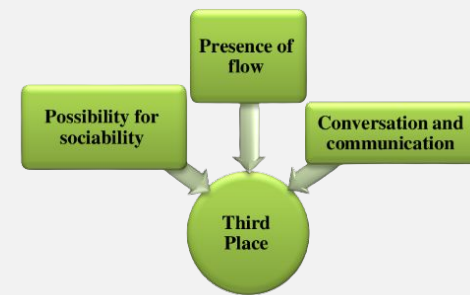 Presence of
flow
Possibility for
sociability
Conversation and
communication
Third
Place